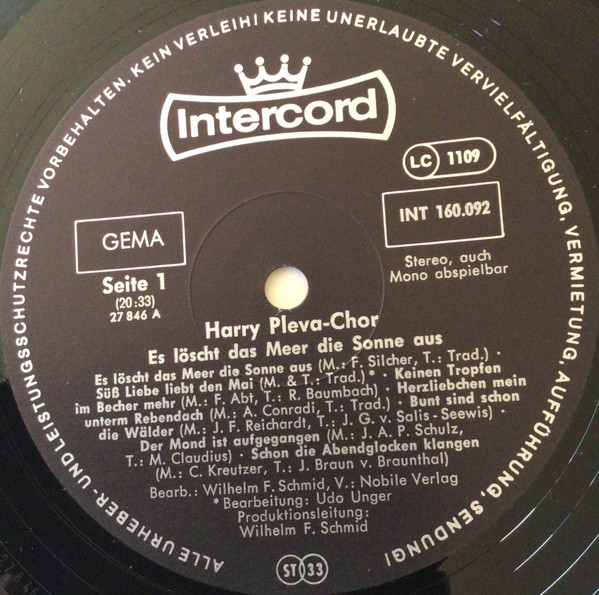 ALLE URHEBER- UND LEISTUNGSSCHUTZRECHTE VORBEHALTEN. KEIN VERLEIH! KEINE UNERLAUBTE VERVIELFÄLTIGUNG, VERMIETUNG, AUFFÜHRUNG, SENDUNG!
Intercord
LC 1109
GEMA
INT 160.092
Seite 1
(20:33)
27 846 A
Stereo, auch
Mono abspielbar
Harry Pleva-Chor
Es löscht das Meer die Sonne aus
Es löscht das Meer die Sonne aus (M.: F. Silcher, T.: Trad.) ·
Süß Liebe liebt den Mai (M. & T.: Trad.)* · Keinen Tropfen
im Becher mehr (M.: F. Abt, T.: R. Baumbach) · Herzliebchen mein
unterm Rebendach (M.: A. Conradi, T.: Trad.) · Bunt sind schon
die Wälder (M.: J. F. Reichardt, T.: J. G. v. Salis-Seewis) ·
Der Mond ist aufgegangen (M.: J. A. P. Schulz,
T.: M. Claudius) · Schon die Abendglocken klangen
(M.: C. Kreutzer, T.: J. Braun v. Braunthal)
Bearb.: Wilhelm F. Schmid, V.: Nobile Verlag
*Bearbeitung: Udo Unger
Produktionsleitung:
Wilhelm F. Schmid
ST 33